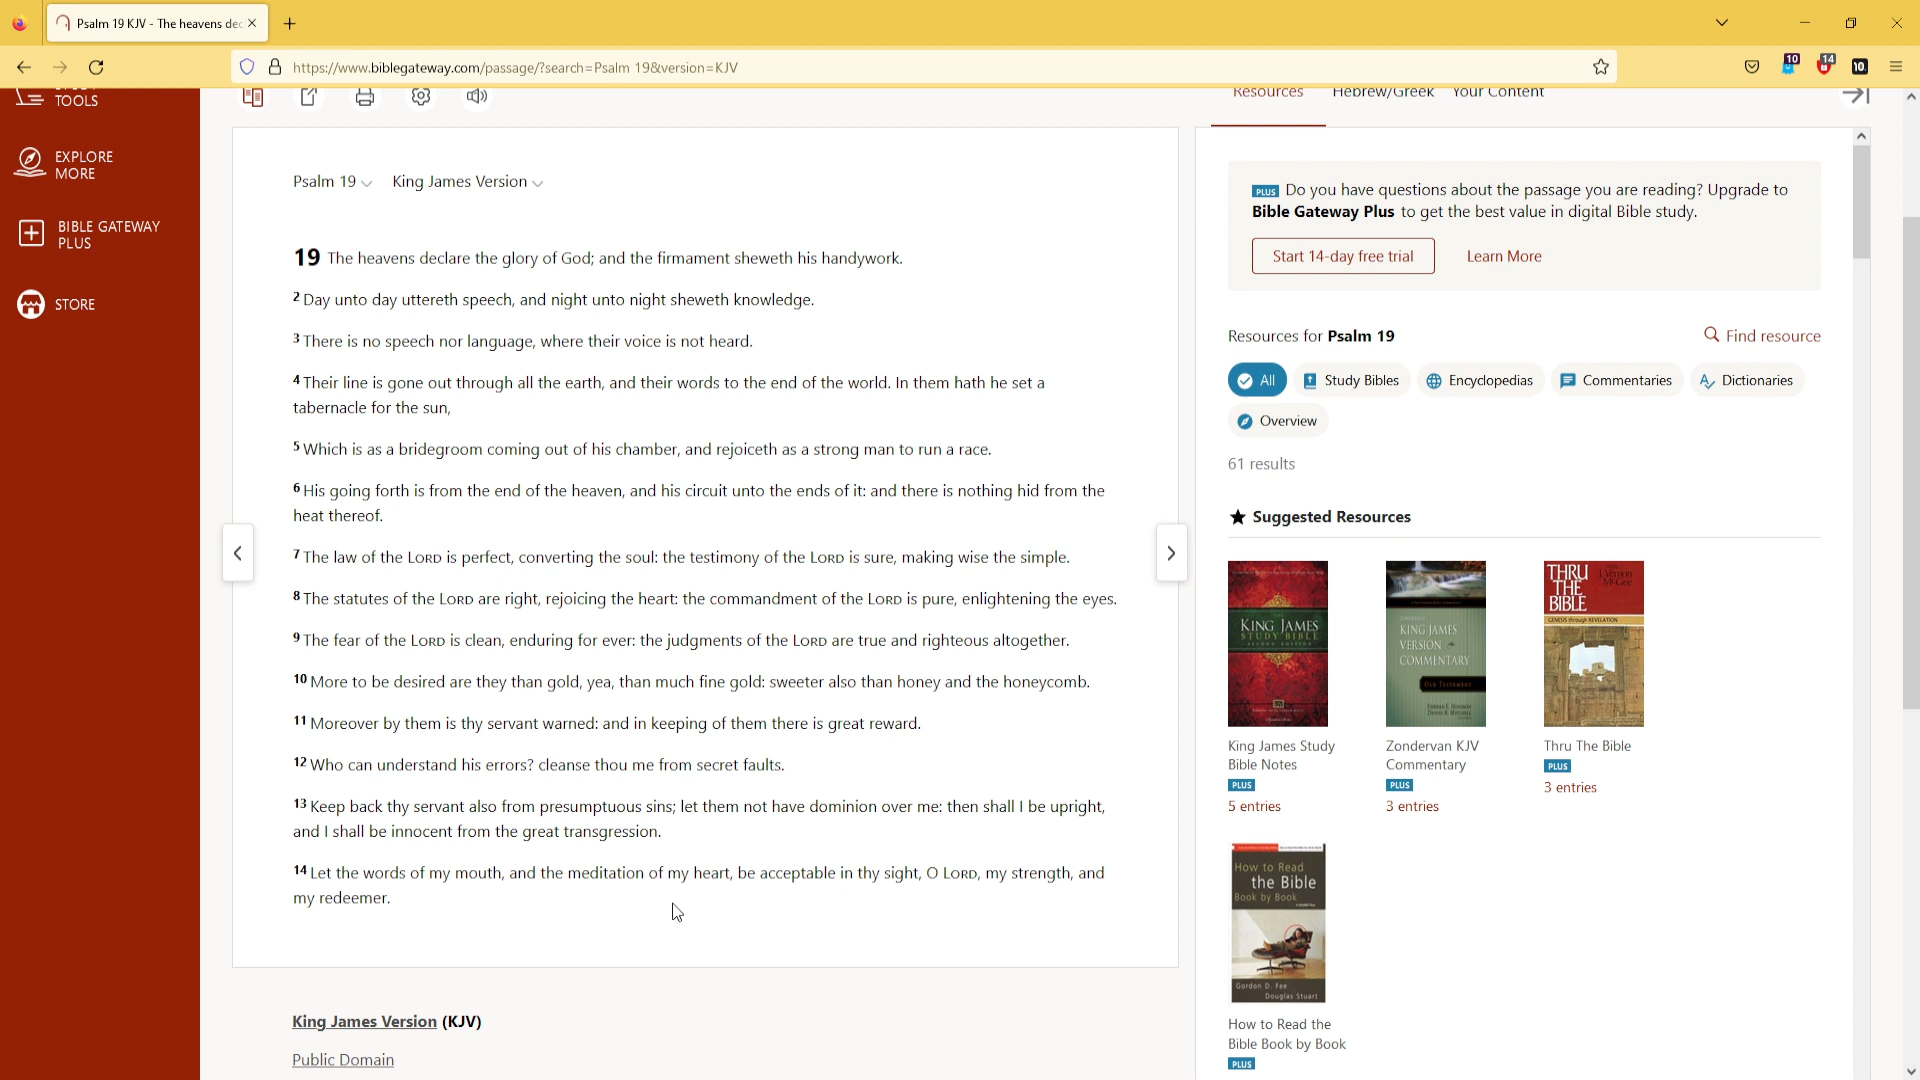 Psalm 19 KJV - The heavens dec
https://www.biblegateway.com/passage/?search=Psalm 19&version=KJV
10
14
10
TOOLS
EXPLORE
MORE
BIBLE GATEWAY
PLUS
STORE
Resources Hebrew/Greek Your Content
Psalm 19 King James Version
19 The heavens declare the glory of God; and the firmament sheweth his handywork.
2 Day unto day uttereth speech, and night unto night sheweth knowledge.
3 There is no speech nor language, where their voice is not heard.
4 Their line is gone out through all the earth, and their words to the end of the world. In them hath he set a
tabernacle for the sun,
5 Which is as a bridegroom coming out of his chamber, and rejoiceth as a strong man to run a race.
6 His going forth is from the end of the heaven, and his circuit unto the ends of it: and there is nothing hid from the
heat thereof.
7 The law of the LORD is perfect, converting the soul: the testimony of the LORD is sure, making wise the simple.
8 The statutes of the LORD are right, rejoicing the heart: the commandment of the LORD is pure, enlightening the eyes.
9 The fear of the LORD is clean, enduring for ever: the judgments of the LORD are true and righteous altogether.
10 More to be desired are they than gold, yea, than much fine gold: sweeter also than honey and the honeycomb.
11 Moreover by them is thy servant warned: and in keeping of them there is great reward.
12 Who can understand his errors? cleanse thou me from secret faults.
13 Keep back thy servant also from presumptuous sins; let them not have dominion over me: then shall I be upright,
and I shall be innocent from the great transgression.
14 Let the words of my mouth, and the meditation of my heart, be acceptable in thy sight, O LORD, my strength, and
my redeemer.
King James Version (KJV)
Public Domain
PLUS Do you have questions about the passage you are reading? Upgrade to
Bible Gateway Plus to get the best value in digital Bible study.
Start 14-day free trial Learn More
Resources for Psalm 19 Find resource
All Study Bibles Encyclopedias Commentaries Dictionaries
Overview
61 results
Suggested Resources
KING JAMES
STUDY BIBLE
SECOND EDITION
King James Study
Bible Notes
PLUS
5 entries
KING JAMES
VERSION
COMMENTARY
OLD TESTAMENT
Zondervan KJV
Commentary
PLUS
3 entries
THRU
THE
BIBLE
GENESIS through REVELATION
Thru The Bible
PLUS
3 entries
How to Read
the Bible
Book by Book
Gordon D. Fee
Douglas Stuart
How to Read the
Bible Book by Book
PLUS